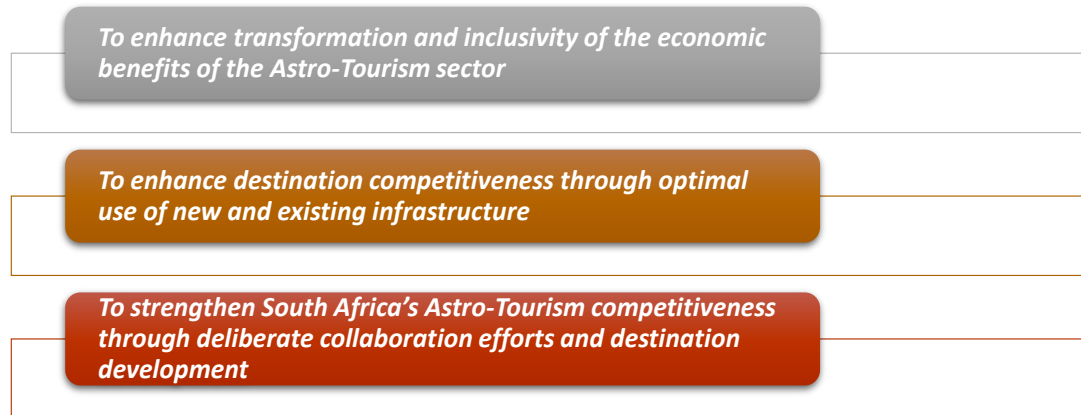 To enhance transformation and inclusivity of the economic
benefits of the Astro-Tourism sector
To enhance destination competitiveness through optimal
use of new and existing infrastructure
To strengthen South Africa’s Astro-Tourism competitiveness
through deliberate collaboration efforts and destination
development